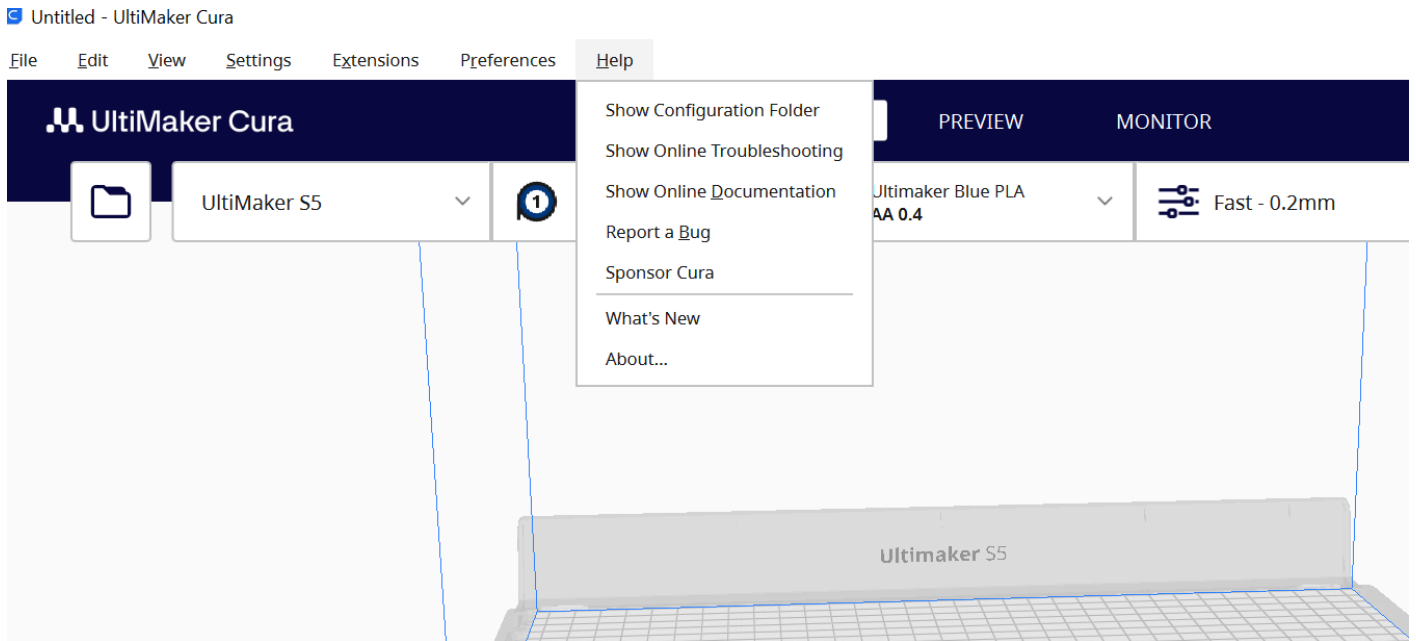 Untitled - UltiMaker Cura
File Edit View Settings Extensions Preferences Help
UltiMaker Cura
PREVIEW MONITOR
Show Configuration Folder
Show Online Troubleshooting
Show Online Documentation
Report a Bug
Sponsor Cura
What's New
About...
UltiMaker S5
1
Ultimaker Blue PLA
AA 0.4
Fast - 0.2mm
Ultimaker S5